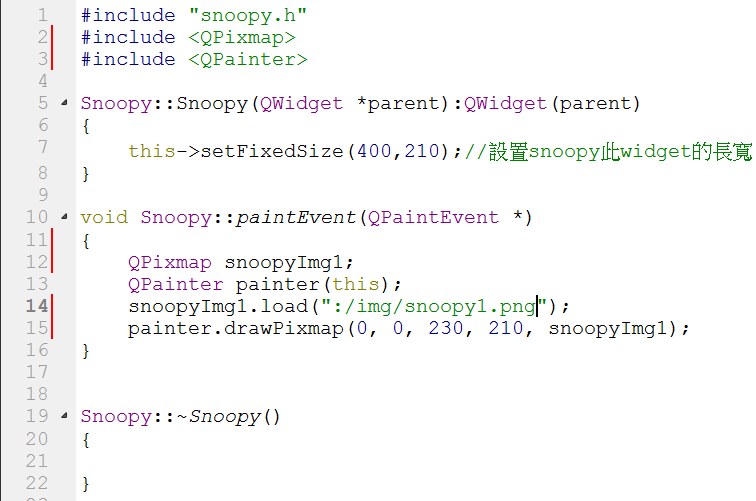 1 #include "snoopy.h"
2 #include <QPixmap>
3 #include <QPainter>
4
5 Snoopy::Snoopy(QWidget *parent):QWidget(parent)
6 {
7     this->setFixedSize(400,210);//設置snoopy此widget的長寬
8 }
9
10 void Snoopy::paintEvent(QPaintEvent *)
11 {
12     QPixmap snoopyImg1;
13     QPainter painter(this);
14     snoopyImg1.load(":/img/snoopy1.png");
15     painter.drawPixmap(0, 0, 230, 210, snoopyImg1);
16 }
17
18
19 Snoopy::~Snoopy()
20 {
21
22 }